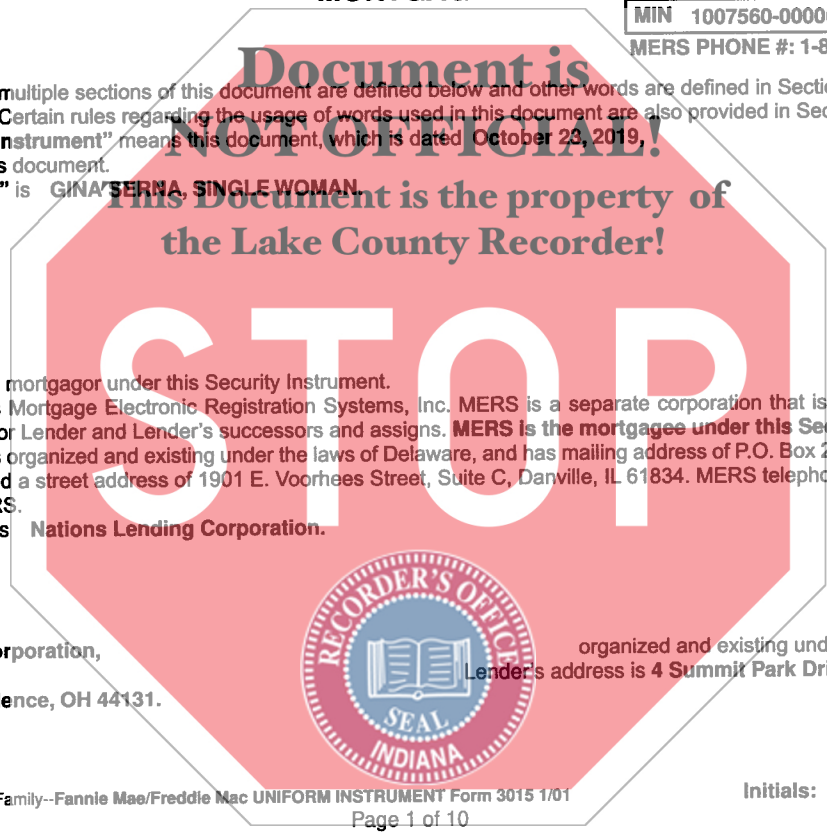 MIN 1007560-0000
MERS PHONE #: 1-8
Document is
multiple sections of this document are defined below and other words are defined in Secti
Certain rules regarding the usage of words used in this document are also provided in Sec
NOT OFFICIAL!
nstrument" means this document, which is dated October 23, 2019,
s document.
" is GINA SERNA, SINGLE WOMAN.
This Document is the property of
the Lake County Recorder!
STOP
mortgagor under this Security Instrument.
Mortgage Electronic Registration Systems, Inc. MERS is a separate corporation that is
or Lender and Lender's successors and assigns. MERS is the mortgagee under this Sec
organized and existing under the laws of Delaware, and has mailing address of P.O. Box 2
d a street address of 1901 E. Voorhees Street, Suite C, Danville, IL 61834. MERS telepho
RS.
s Nations Lending Corporation.
RECORDER'S OFFICE
SEAL
INDIANA
orporation, organized and existing und
Lender's address is 4 Summit Park Dri
ence, OH 44131.
Family--Fannie Mae/Freddie Mac UNIFORM INSTRUMENT Form 3015 1/01
Initials:
Page 1 of 10